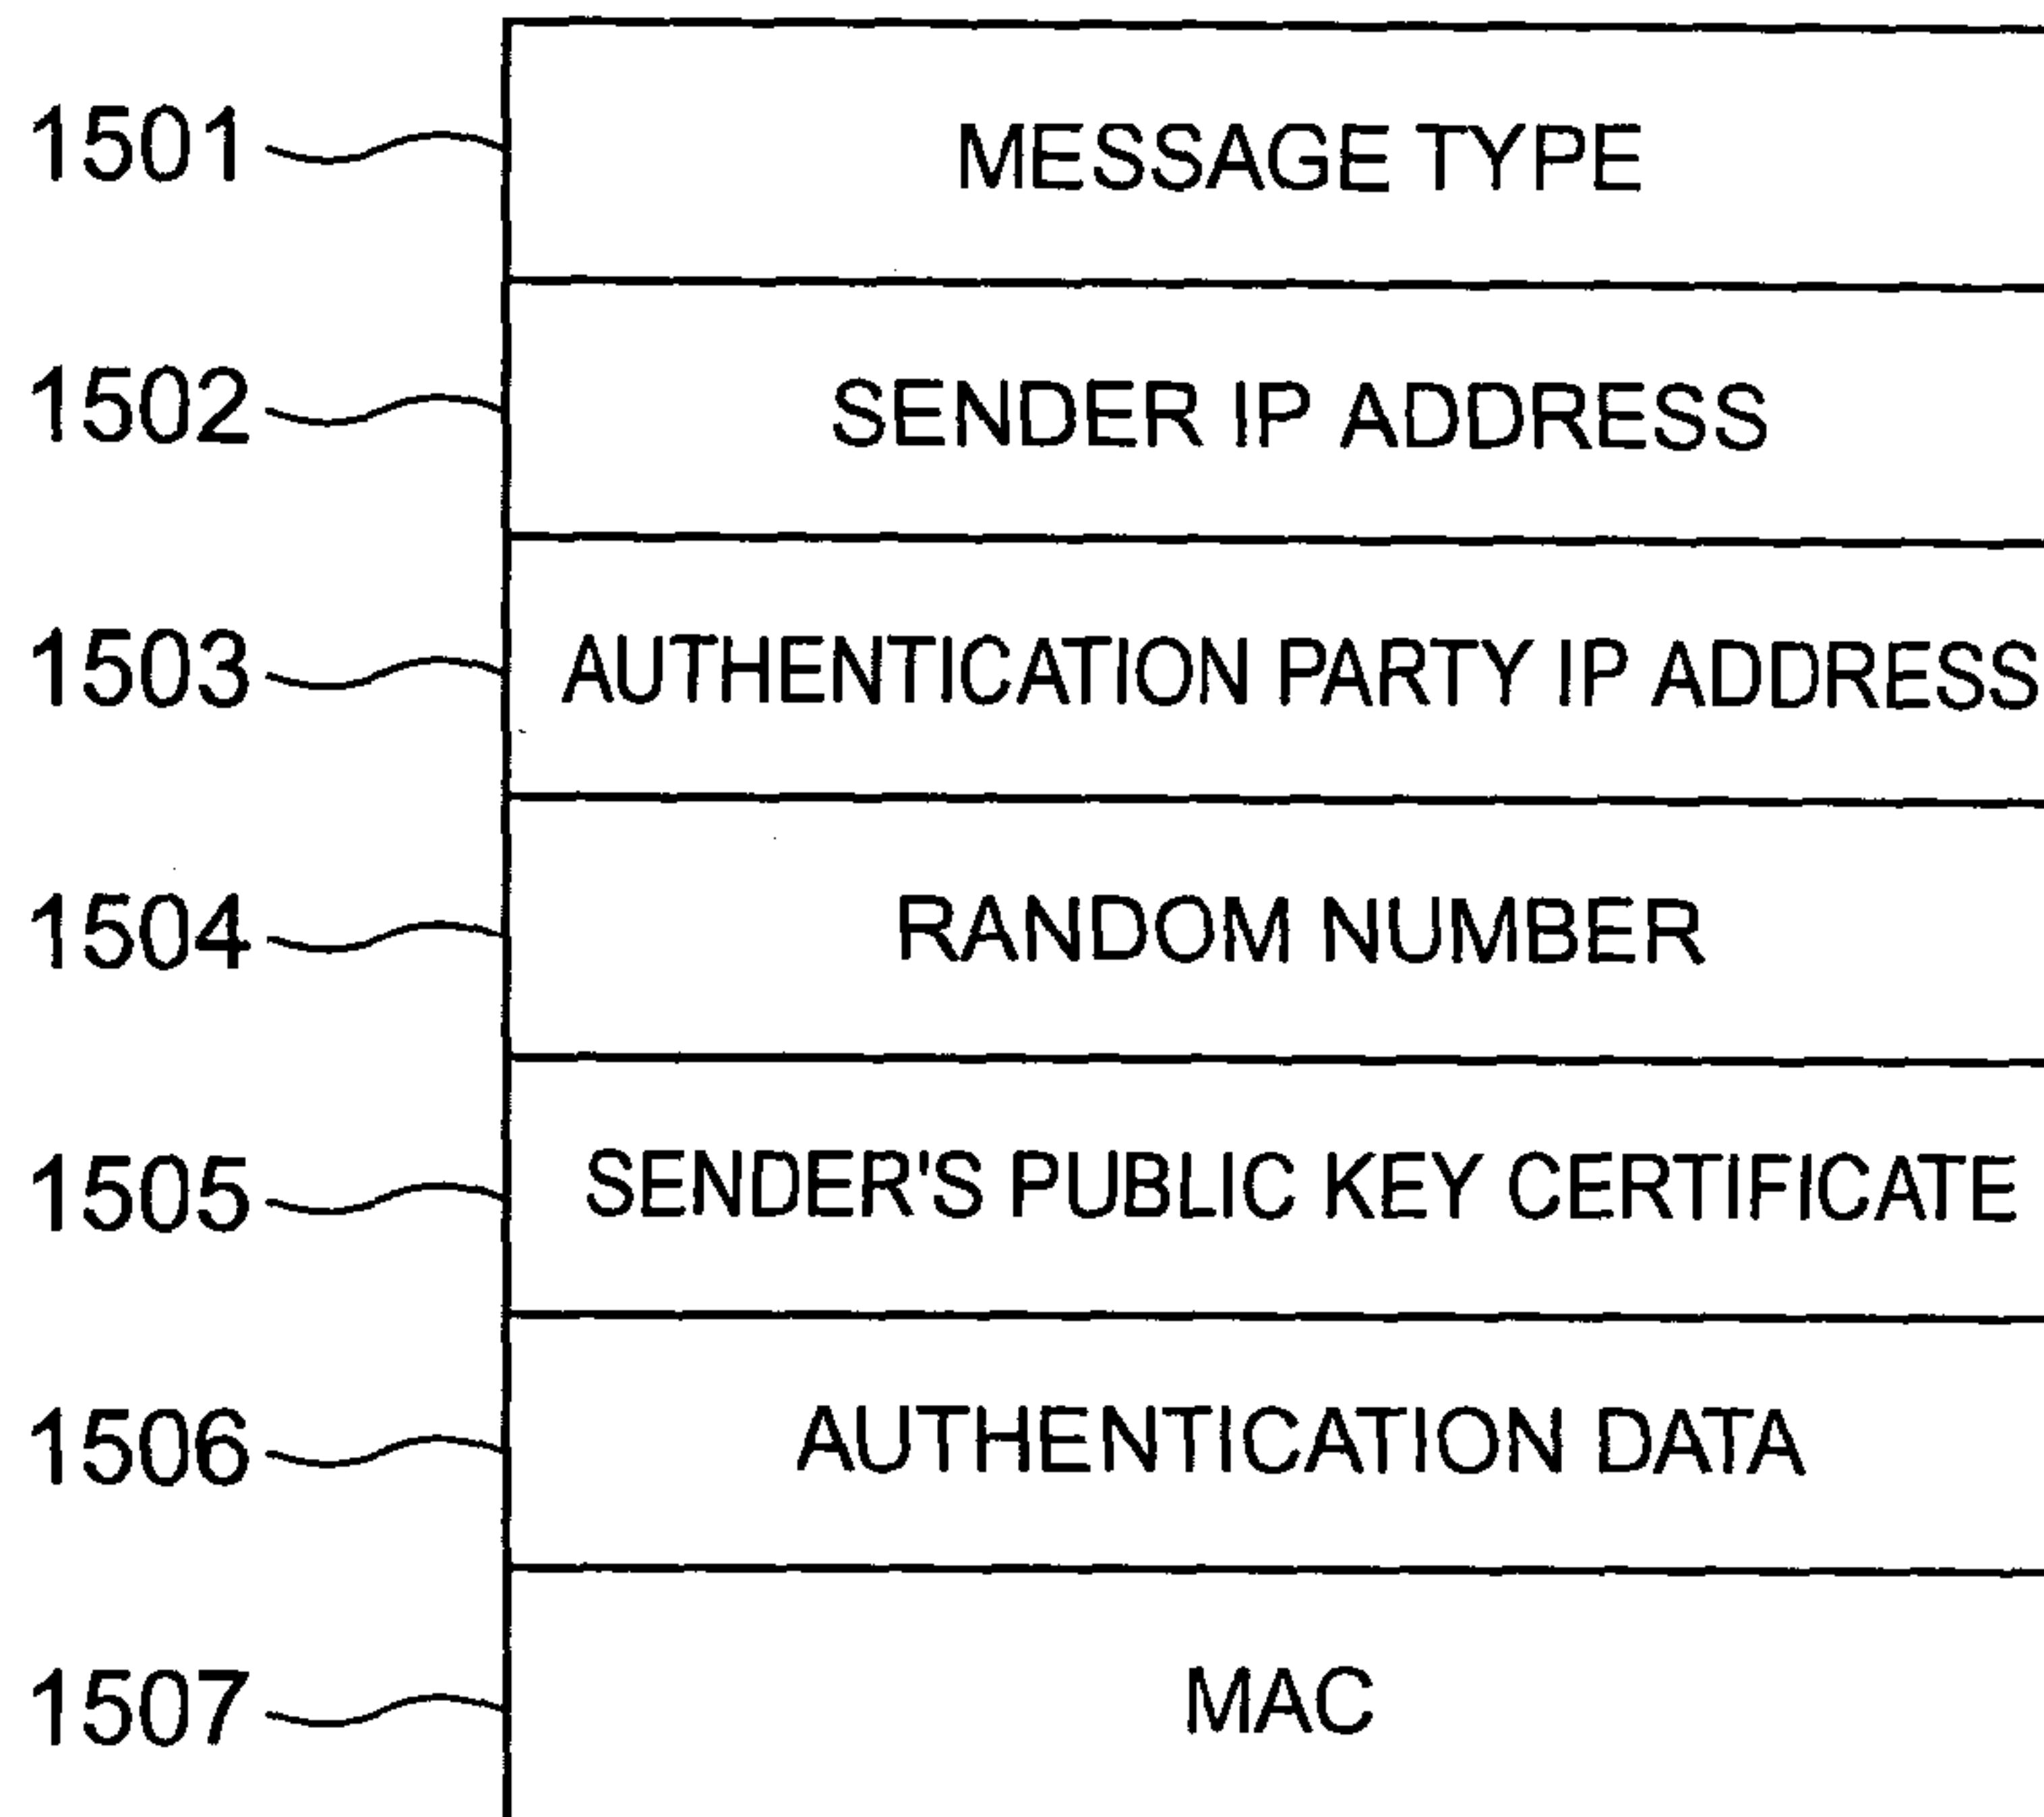 1501 MESSAGE TYPE
1502 SENDER IP ADDRESS
1503 AUTHENTICATION PARTY IP ADDRESS
1504 RANDOM NUMBER
1505 SENDER'S PUBLIC KEY CERTIFICATE
1506 AUTHENTICATION DATA
1507 MAC